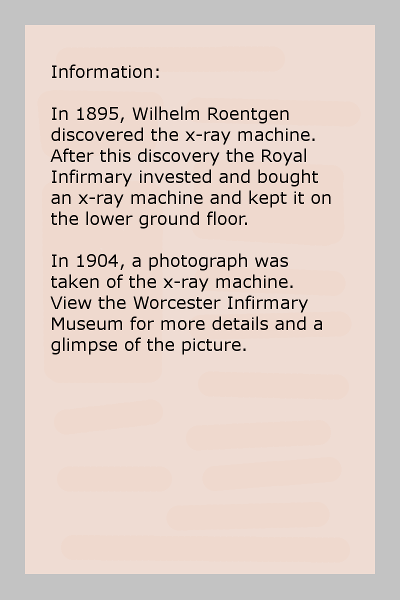 Information:
In 1895, Wilhelm Roentgen
discovered the x-ray machine.
After this discovery the Royal
Infirmary invested and bought
an x-ray machine and kept it on
the lower ground floor.
In 1904, a photograph was
taken of the x-ray machine.
View the Worcester Infirmary
Museum for more details and a
glimpse of the picture.